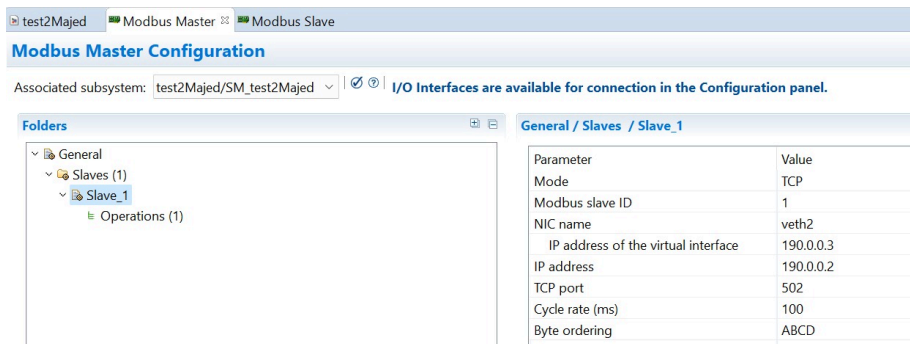 test2Majed Modbus Master Modbus Slave
Modbus Master Configuration
Associated subsystem: test2Majed/SM_test2Majed I/O Interfaces are available for connection in the Configuration panel.
Folders
General
Slaves (1)
Slave_1
Operations (1)
General / Slaves / Slave_1
Parameter Value
Mode TCP
Modbus slave ID 1
NIC name veth2
IP address of the virtual interface 190.0.0.3
IP address 190.0.0.2
TCP port 502
Cycle rate (ms) 100
Byte ordering ABCD